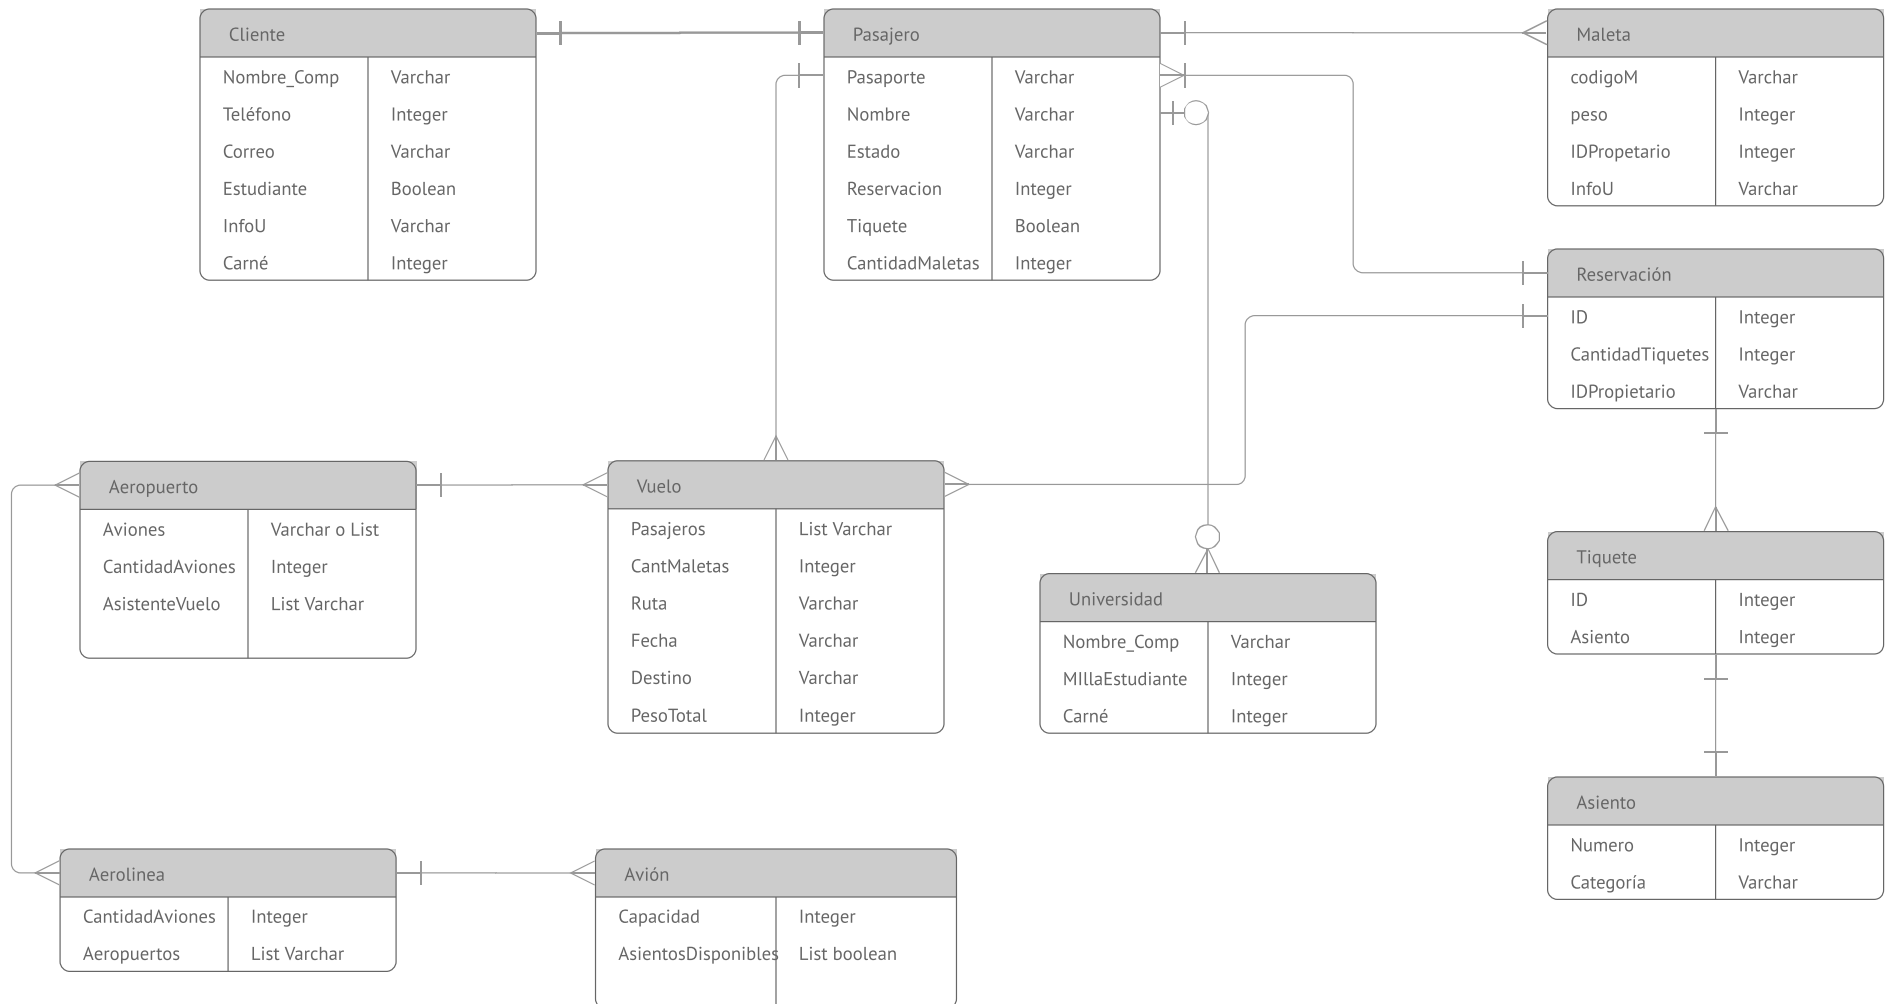 Cliente
Nombre_Comp Varchar
Teléfono Integer
Correo Varchar
Estudiante Boolean
InfoU Varchar
Carné Integer
Pasajero
Pasaporte Varchar
Nombre Varchar
Estado Varchar
Reservacion Integer
Tiquete Boolean
CantidadMaletas Integer
Maleta
codigoM Varchar
peso Integer
IDPropetario Integer
InfoU Varchar
Reservación
ID Integer
CantidadTiquetes Integer
IDPropietario Varchar
Aeropuerto
Aviones Varchar o List
CantidadAviones Integer
AsistenteVuelo List Varchar
Vuelo
Pasajeros List Varchar
CantMaletas Integer
Ruta Varchar
Fecha Varchar
Destino Varchar
PesoTotal Integer
Universidad
Nombre_Comp Varchar
MIllaEstudiante Integer
Carné Integer
Tiquete
ID Integer
Asiento Integer
Asiento
Numero Integer
Categoría Varchar
Aerolinea
CantidadAviones Integer
Aeropuertos List Varchar
Avión
Capacidad Integer
AsientosDisponibles List boolean